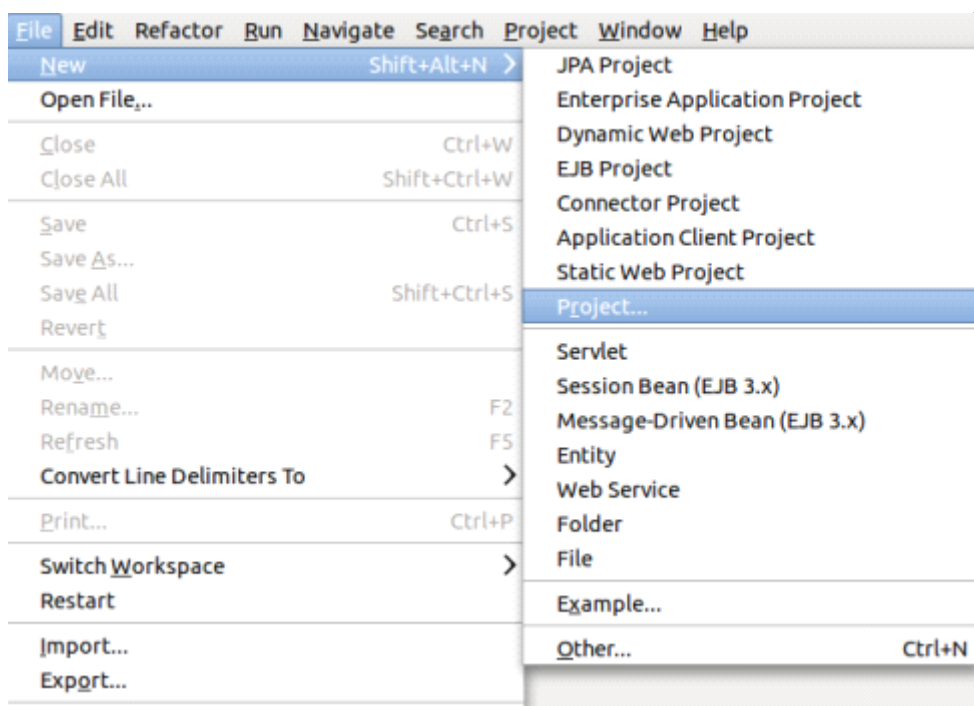 File Edit Refactor Run Navigate Search Project Window Help
New Shift+Alt+N >
Open File...
Close Ctrl+W
Close All Shift+Ctrl+W
Save Ctrl+S
Save As...
Save All Shift+Ctrl+S
Revert
Move...
Rename... F2
Refresh F5
Convert Line Delimiters To >
Print... Ctrl+P
Switch Workspace >
Restart
Import...
Export...
JPA Project
Enterprise Application Project
Dynamic Web Project
EJB Project
Connector Project
Application Client Project
Static Web Project
Project...
Servlet
Session Bean (EJB 3.x)
Message-Driven Bean (EJB 3.x)
Entity
Web Service
Folder
File
Example...
Other... Ctrl+N